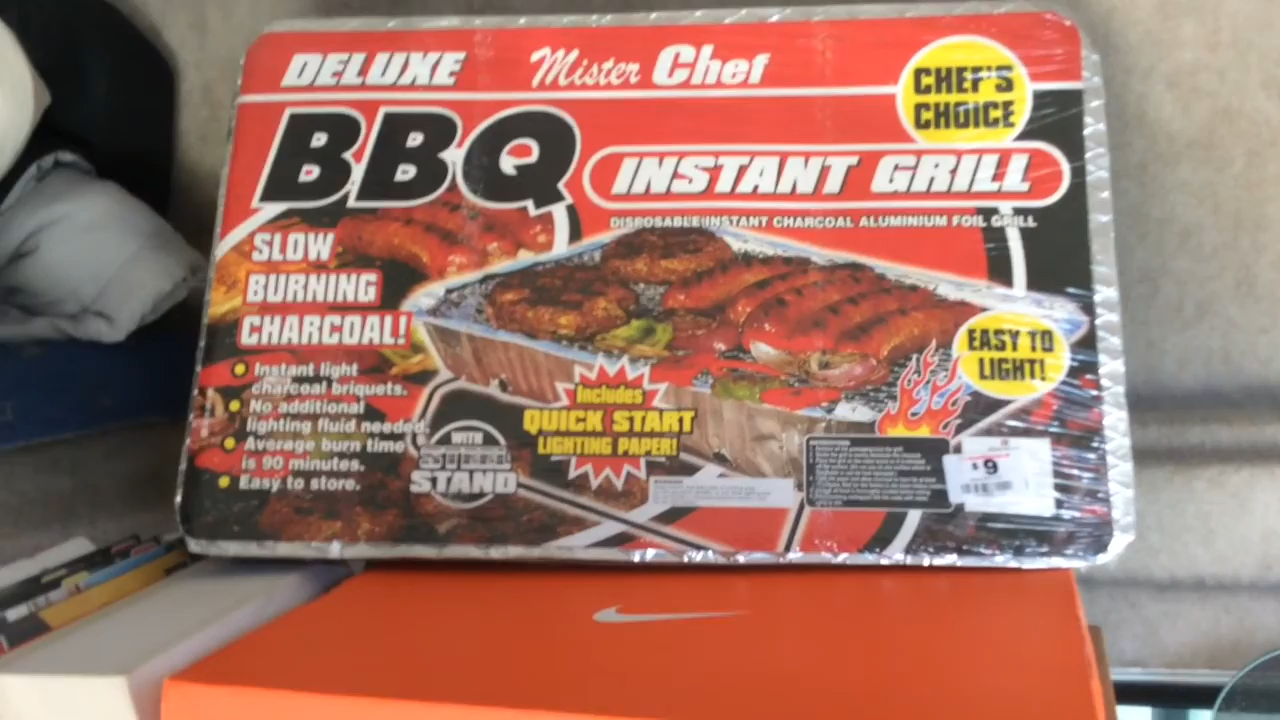 DELUXE
Mister Chef
CHEF'S
CHOICE
BBQ
INSTANT GRILL
DISPOSABLE INSTANT CHARCOAL ALUMINIUM FOIL GRILL
SLOW
BURNING
CHARCOAL!
Instant light
charcoal briquets.
No additional
lighting fluid needed.
Average burn time
is 90 minutes.
Easy to store.
WITH
STEEL
STAND
Includes
QUICK START
LIGHTING PAPER!
EASY TO
LIGHT!
$9